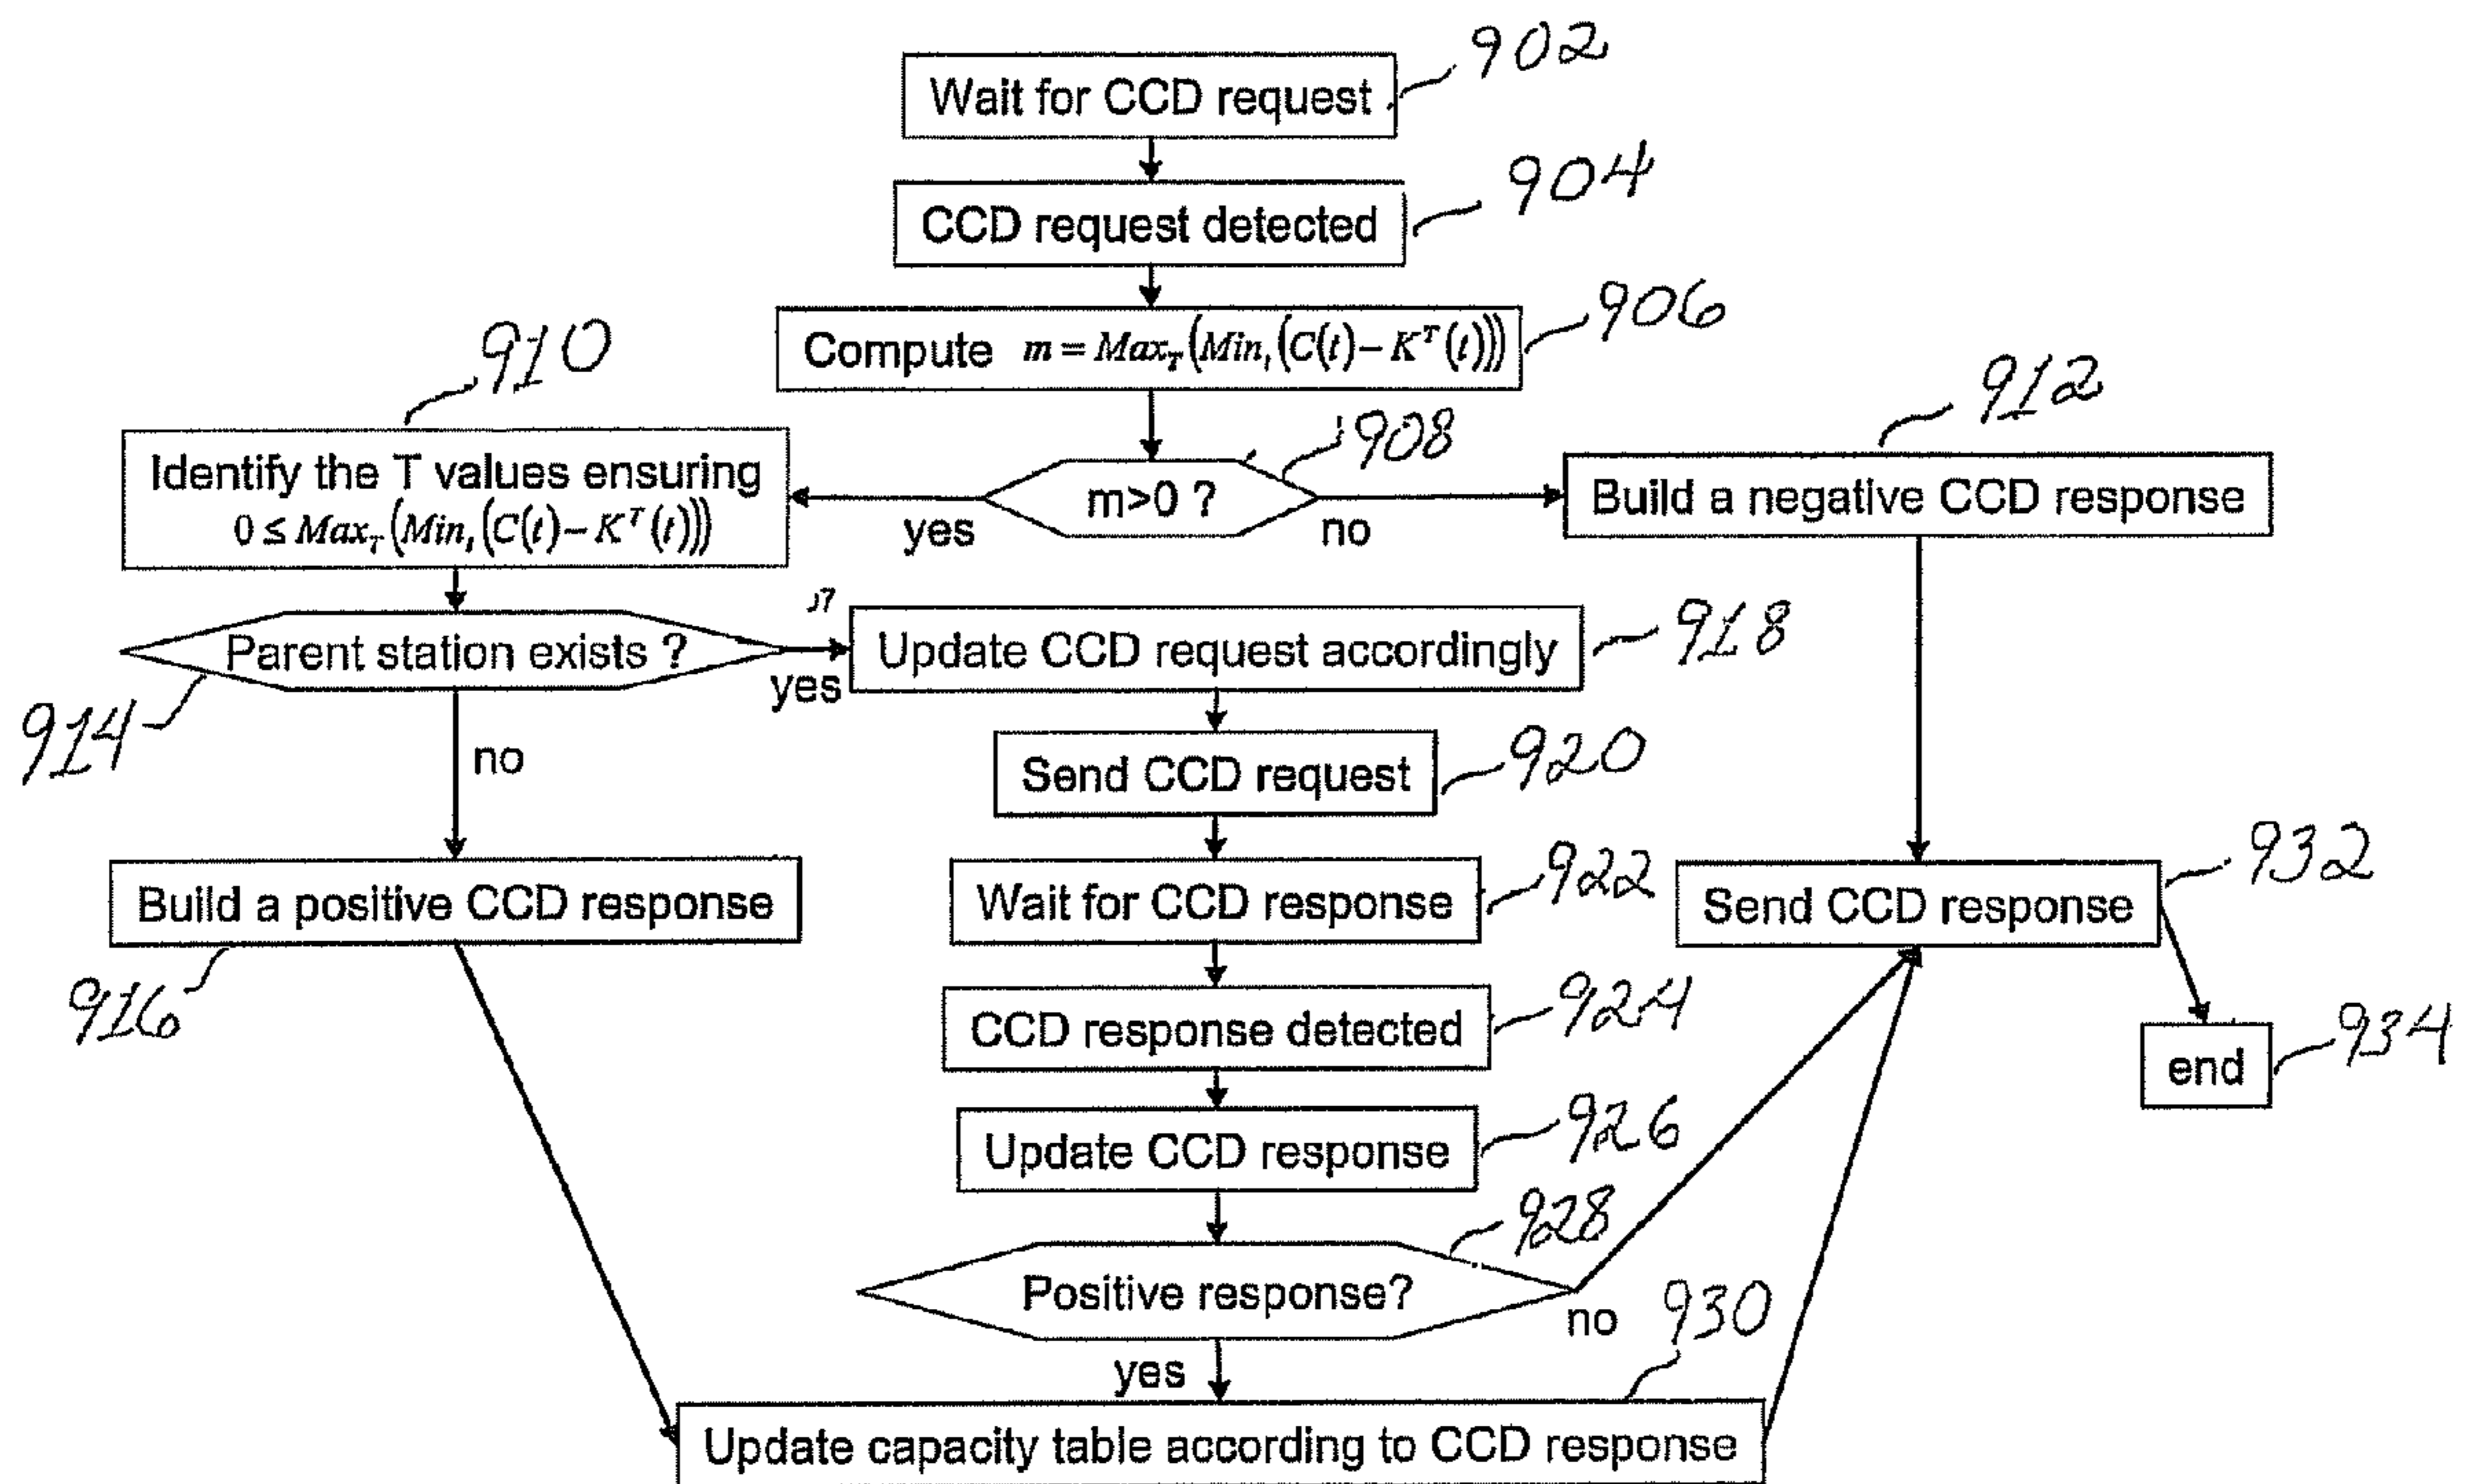 902
Wait for CCD request
904
CCD request detected
906
Compute m = Max_T(Min_t(C(t)−K^T(t)))
910
908
912
Identify the T values ensuring
0 ≤ Max_T(Min_t(C(t)−K^T(t)))
m>0 ?
yes
no
Build a negative CCD response
Parent station exists ?
yes
914
no
Update CCD request accordingly
918
Send CCD request
920
Build a positive CCD response
916
Wait for CCD response
922
Send CCD response
932
CCD response detected
924
end
934
Update CCD response
926
928
Positive response?
no
yes
930
Update capacity table according to CCD response